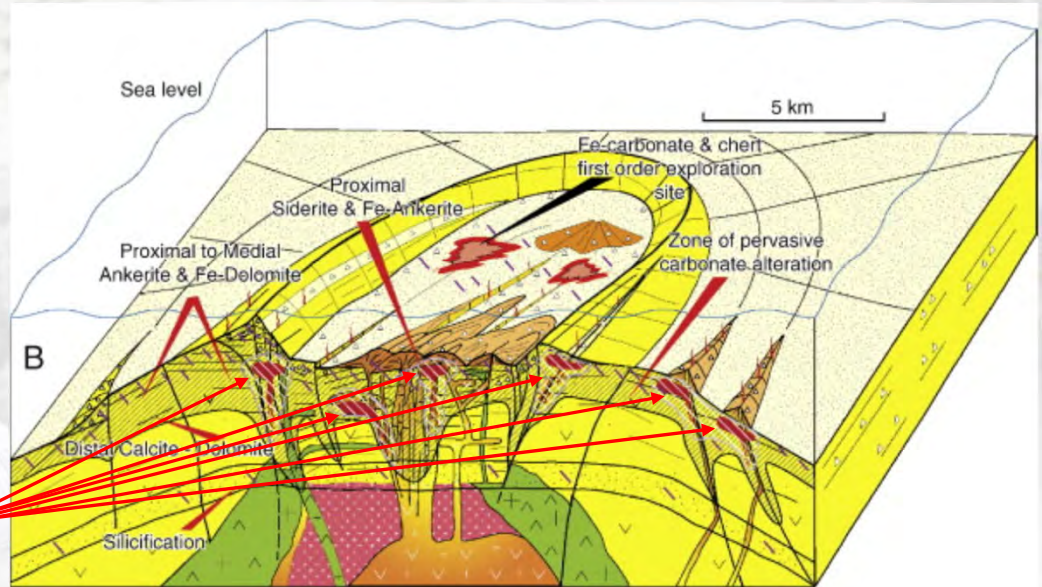 Sea level
5 km
Fe-carbonate & chert
first order exploration
site
Proximal
Siderite & Fe-Ankerite
Zone of pervasive
carbonate alteration
Proximal to Medial
Ankerite & Fe-Dolomite
B
Distal Calcite - Dolomite
Silicification